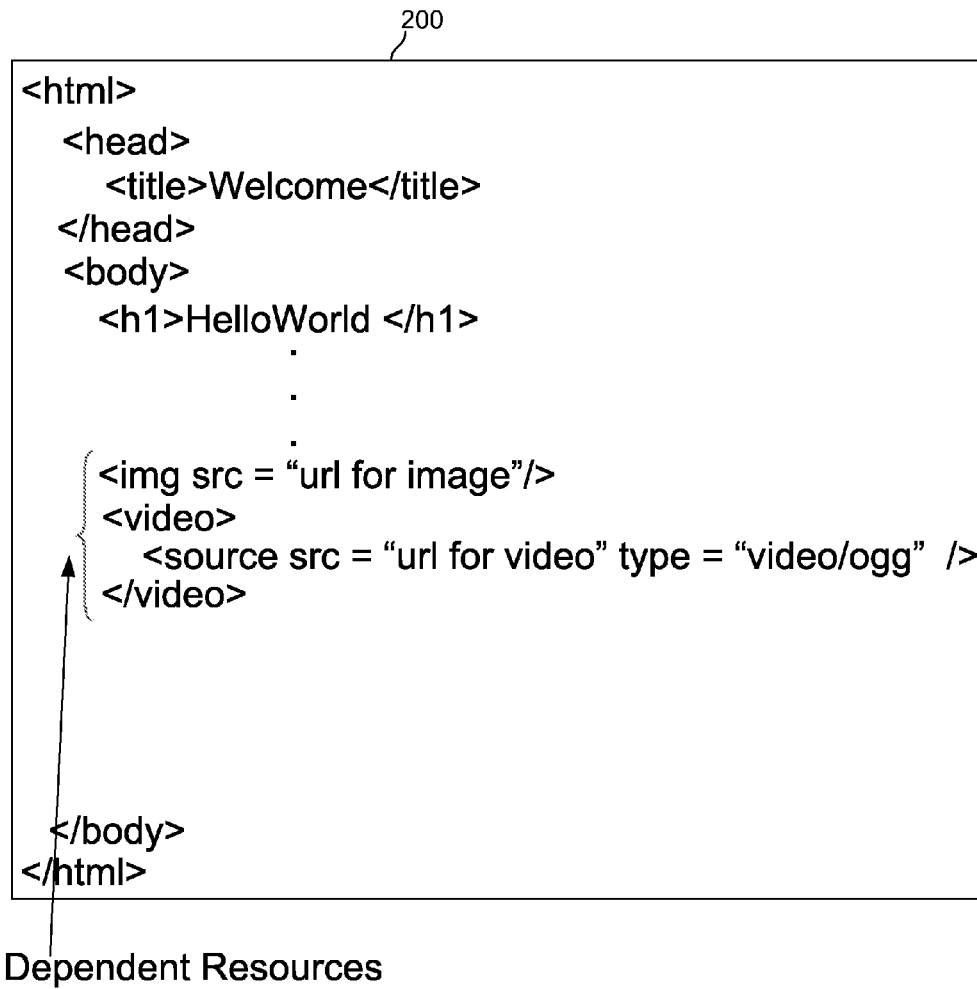 200
<html>
<head>
<title>Welcome</title>
</head>
<body>
<h1>HelloWorld </h1>
.
.
.
<img src = “url for image”/>
<video>
<source src = “url for video” type = “video/ogg” />
</video>
</body>
</html>
Dependent Resources